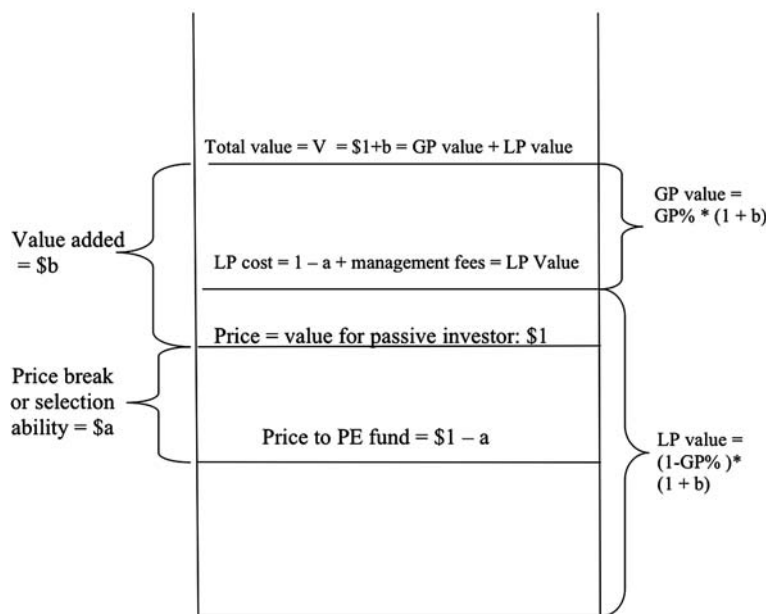 Total value = V = $1+b = GP value + LP value
GP value =
GP% * (1 + b)
Value added
= $b
LP cost = 1 – a + management fees = LP Value
Price = value for passive investor: $1
Price break
or selection
ability = $a
Price to PE fund = $1 – a
LP value =
(1-GP% )*
(1 + b)